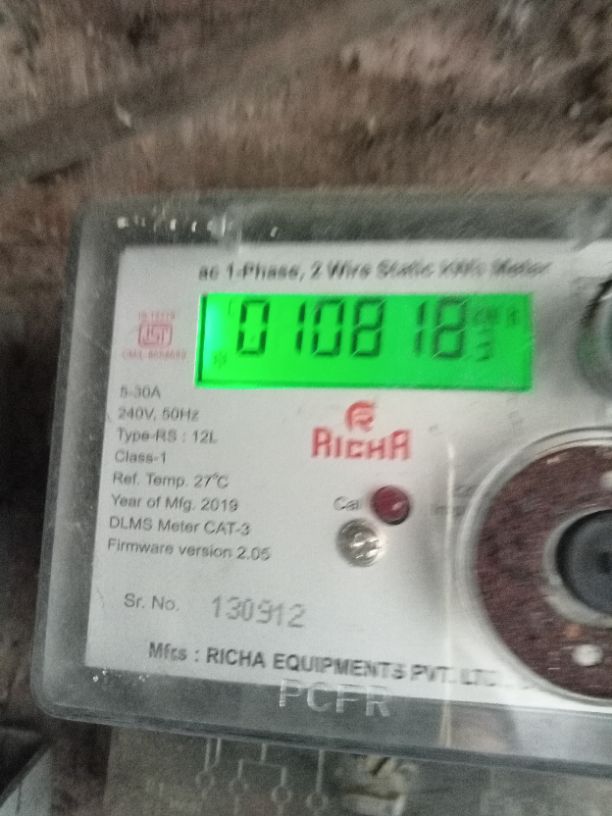 ac 1-Phase, 2 Wire Static kWh Meter
010818
5-30A
240V, 50Hz
Type-RS : 12L
Class-1
Ref. Temp. 27°C
Year of Mfg. 2019
DLMS Meter CAT-3
Firmware version 2.05
RICHA
Cal
Sr. No. 130912
Mfrs : RICHA EQUIPMENTS PVT. LTD.